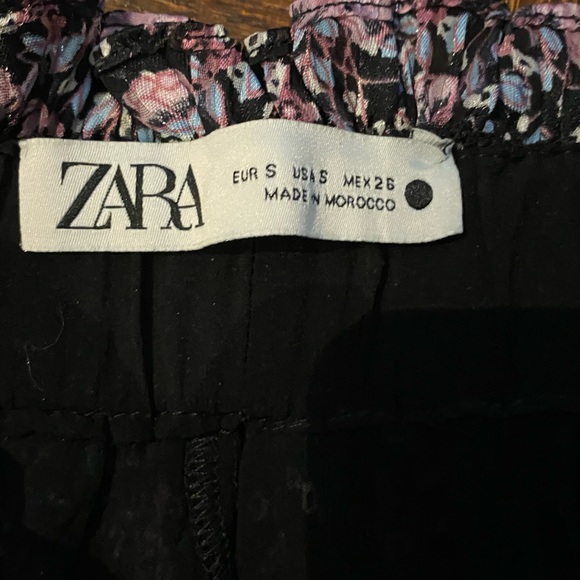 ZARA
EUR S USA S MEX 26
MADE IN MOROCCO